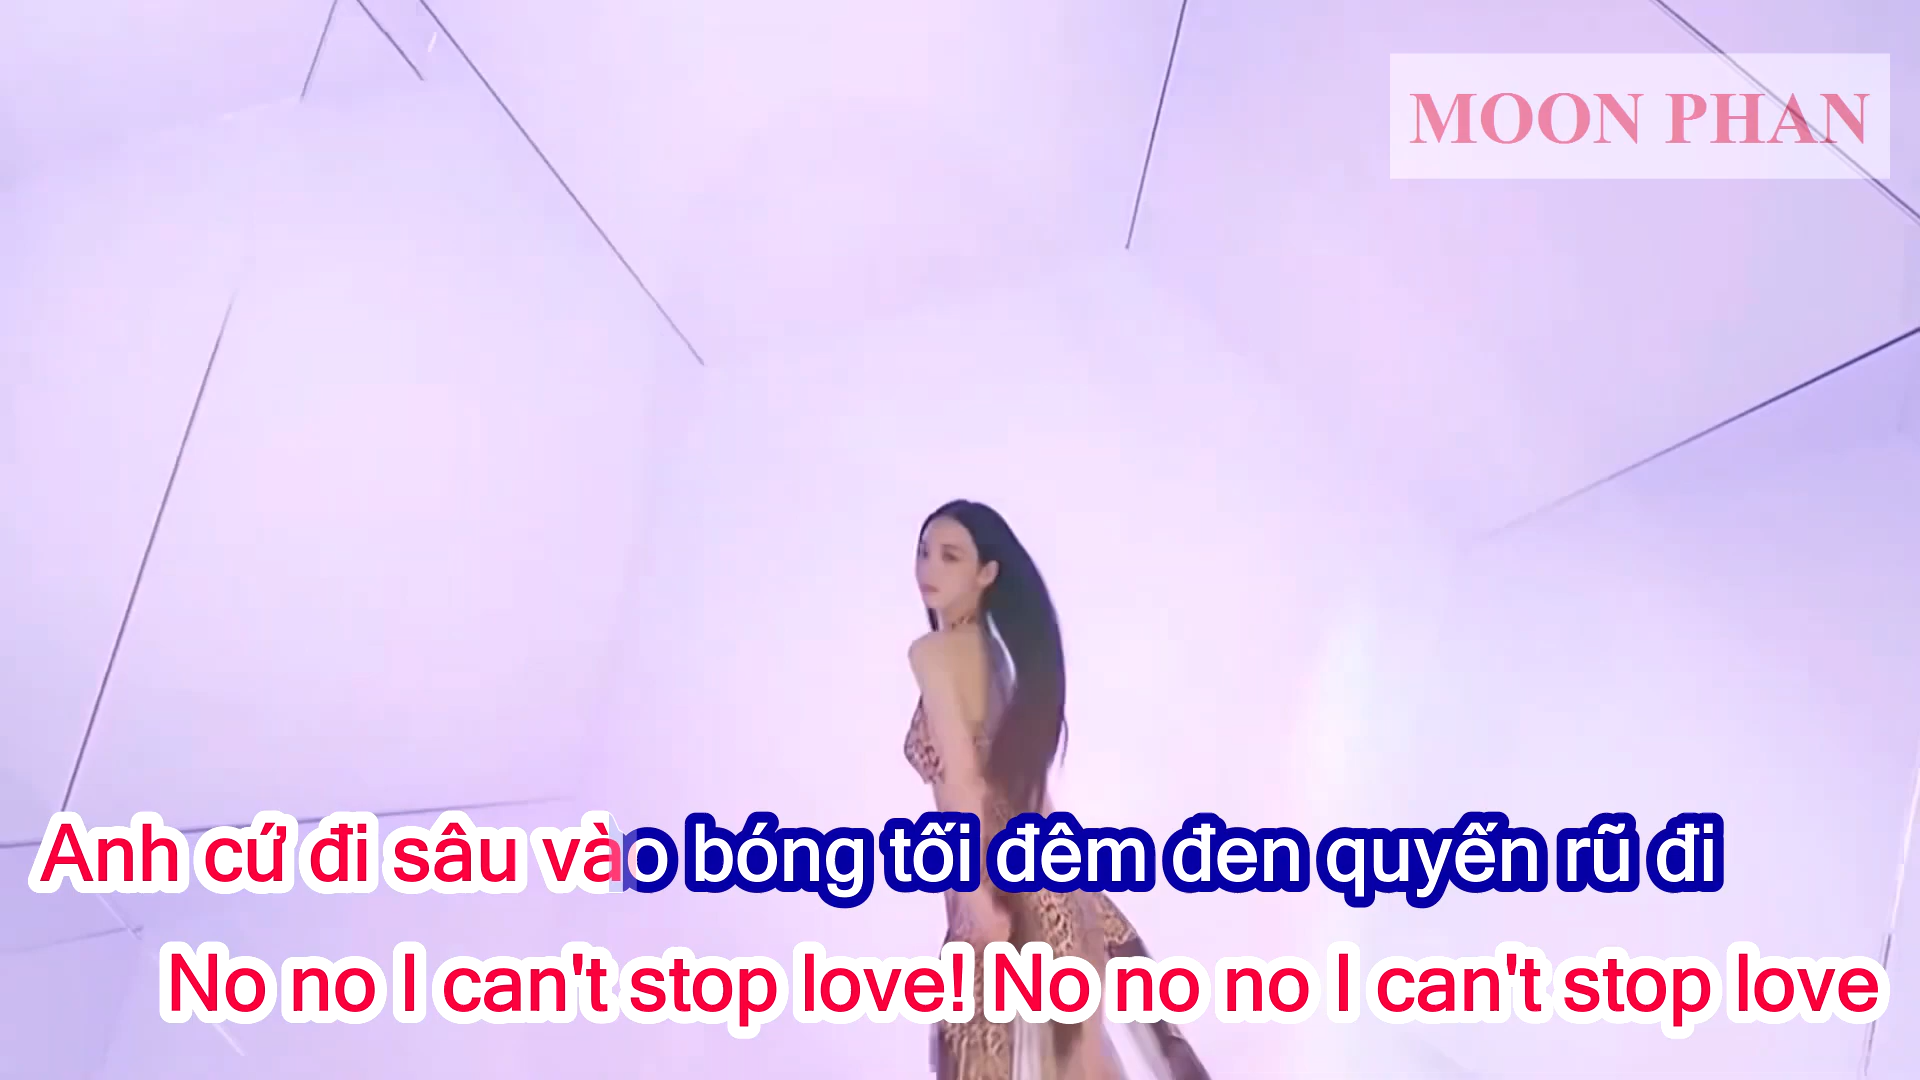 MOON PHAN
Anh cứ đi sâu vào bóng tối đêm đen quyến rũ đi
No no I can't stop love! No no no I can't stop love